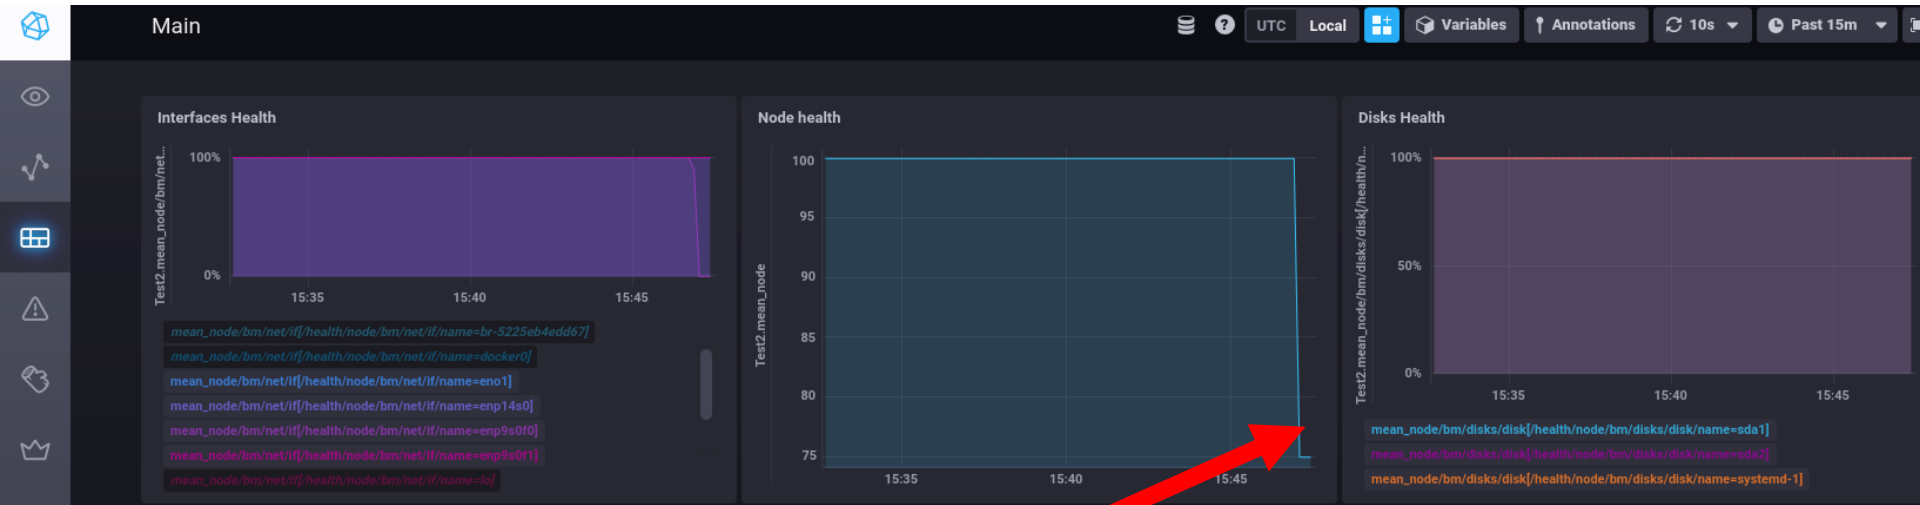 Main
UTC Local Variables Annotations 10s Past 15m
Interfaces Health
Test2.mean_node/bm/net...
100%
0%
15:35 15:40 15:45
mean_node/bm/net/if[/health/node/bm/net/if/name=br-5225eb4edd67]
mean_node/bm/net/if[/health/node/bm/net/if/name=docker0]
mean_node/bm/net/if[/health/node/bm/net/if/name=eno1]
mean_node/bm/net/if[/health/node/bm/net/if/name=enp14s0]
mean_node/bm/net/if[/health/node/bm/net/if/name=enp9s0f0]
mean_node/bm/net/if[/health/node/bm/net/if/name=enp9s0f1]
mean_node/bm/net/if[/health/node/bm/net/if/name=lo]
Node health
Test2.mean_node
100
95
90
85
80
75
15:35 15:40 15:45
Disks Health
Test2.mean_node/bm/disks/disk[/health/n...
100%
50%
0%
15:35 15:40 15:45
mean_node/bm/disks/disk[/health/node/bm/disks/disk/name=sda1]
mean_node/bm/disks/disk[/health/node/bm/disks/disk/name=sda2]
mean_node/bm/disks/disk[/health/node/bm/disks/disk/name=systemd-1]